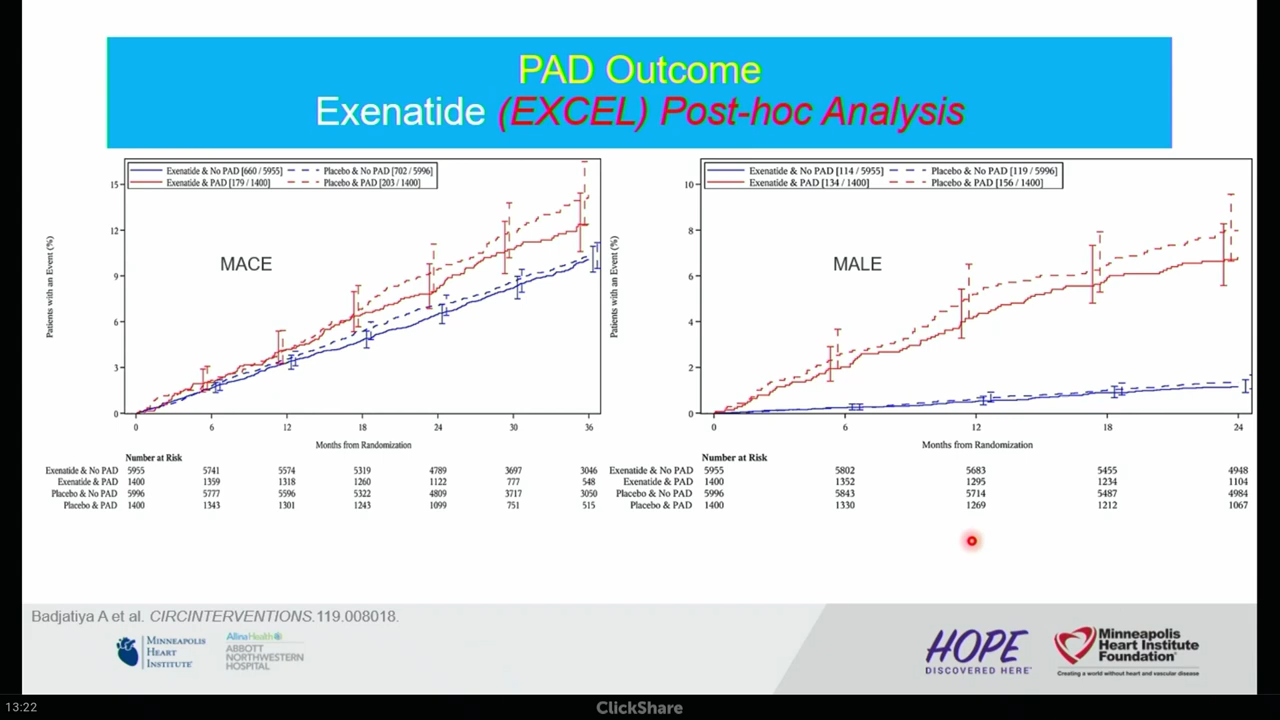 PAD Outcome
Exenatide (EXCEL) Post-hoc Analysis
Exenatide & No PAD [660 / 5955] Placebo & No PAD [702 / 5996]
Exenatide & PAD [179 / 1400] Placebo & PAD [203 / 1400]
15
12
9
6
3
0
Patients with an Event (%)
MACE
0 6 12 18 24 30 36
Months from Randomization
Number at Risk
Exenatide & No PAD 5955 5741 5574 5319 4789 3697 3046
Exenatide & PAD 1400 1359 1318 1260 1122 777 548
Placebo & No PAD 5996 5777 5596 5322 4809 3717 3050
Placebo & PAD 1400 1343 1301 1243 1099 751 515
Exenatide & No PAD [114 / 5955] Placebo & No PAD [119 / 5996]
Exenatide & PAD [134 / 1400] Placebo & PAD [156 / 1400]
10
8
6
4
2
0
Patients with an Event (%)
MALE
0 6 12 18 24
Months from Randomization
Number at Risk
Exenatide & No PAD 5955 5802 5683 5455 4948
Exenatide & PAD 1400 1352 1295 1234 1104
Placebo & No PAD 5996 5843 5714 5487 4984
Placebo & PAD 1400 1330 1269 1212 1067
Badjatiya A et al. CIRCINTERVENTIONS.119.008018.
MINNEAPOLIS
HEART
INSTITUTE
Allina Health
ABBOTT
NORTHWESTERN
HOSPITAL
HOPE
DISCOVERED HERE
Minneapolis
Heart Institute
Foundation
Creating a world without heart and vascular disease
13:22
ClickShare